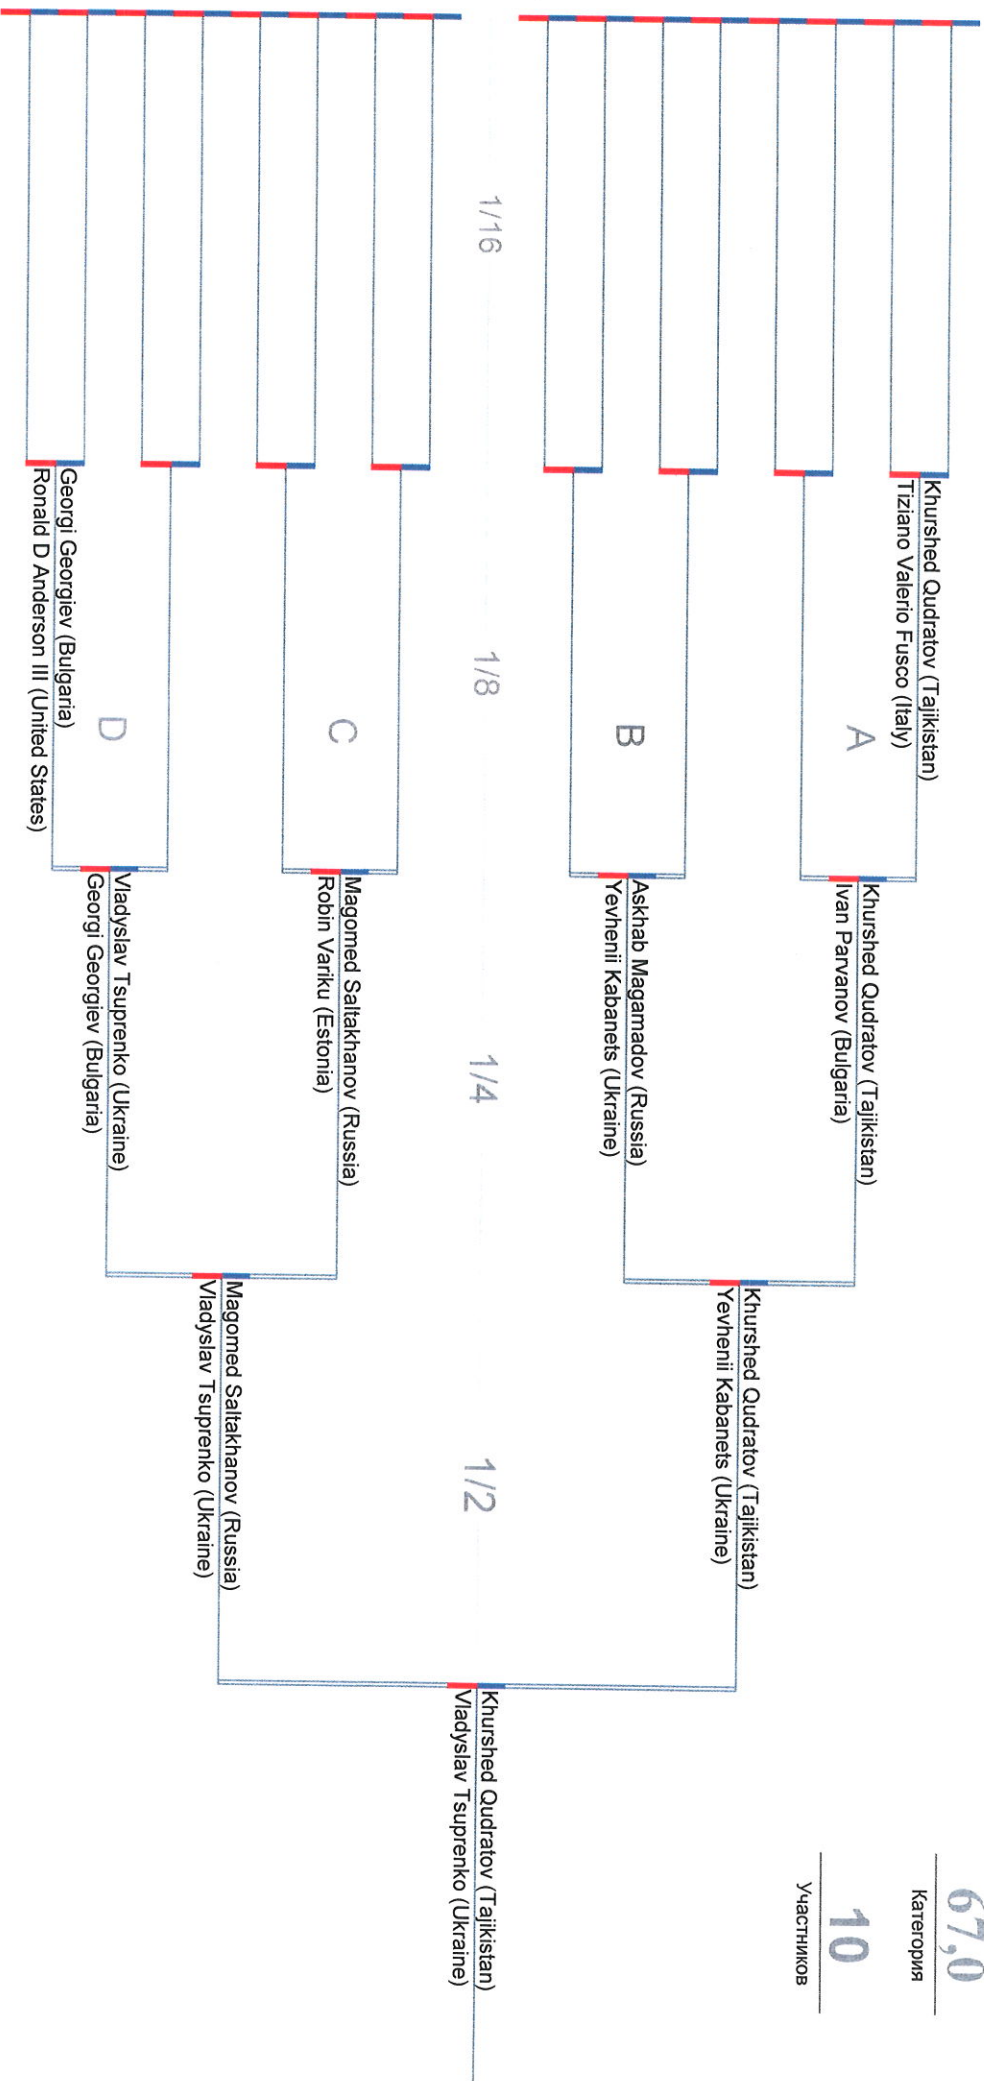 67,0
Категория
10
Участников
1/16
1/8
1/4
1/2
Khurshed Qudratov (Tajikistan)
Tiziano Valerio Fusco (Italy)
A
B
C
D
Georgi Georgiev (Bulgaria)
Ronald D Anderson III (United States)
Khurshed Qudratov (Tajikistan)
Ivan Parvanov (Bulgaria)
Askhab Magamadov (Russia)
Yevhenii Kabanets (Ukraine)
Magomed Saltakhanov (Russia)
Robin Variku (Estonia)
Vladyslav Tsuprenko (Ukraine)
Georgi Georgiev (Bulgaria)
Khurshed Qudratov (Tajikistan)
Yevhenii Kabanets (Ukraine)
Magomed Saltakhanov (Russia)
Vladyslav Tsuprenko (Ukraine)
Khurshed Qudratov (Tajikistan)
Vladyslav Tsuprenko (Ukraine)